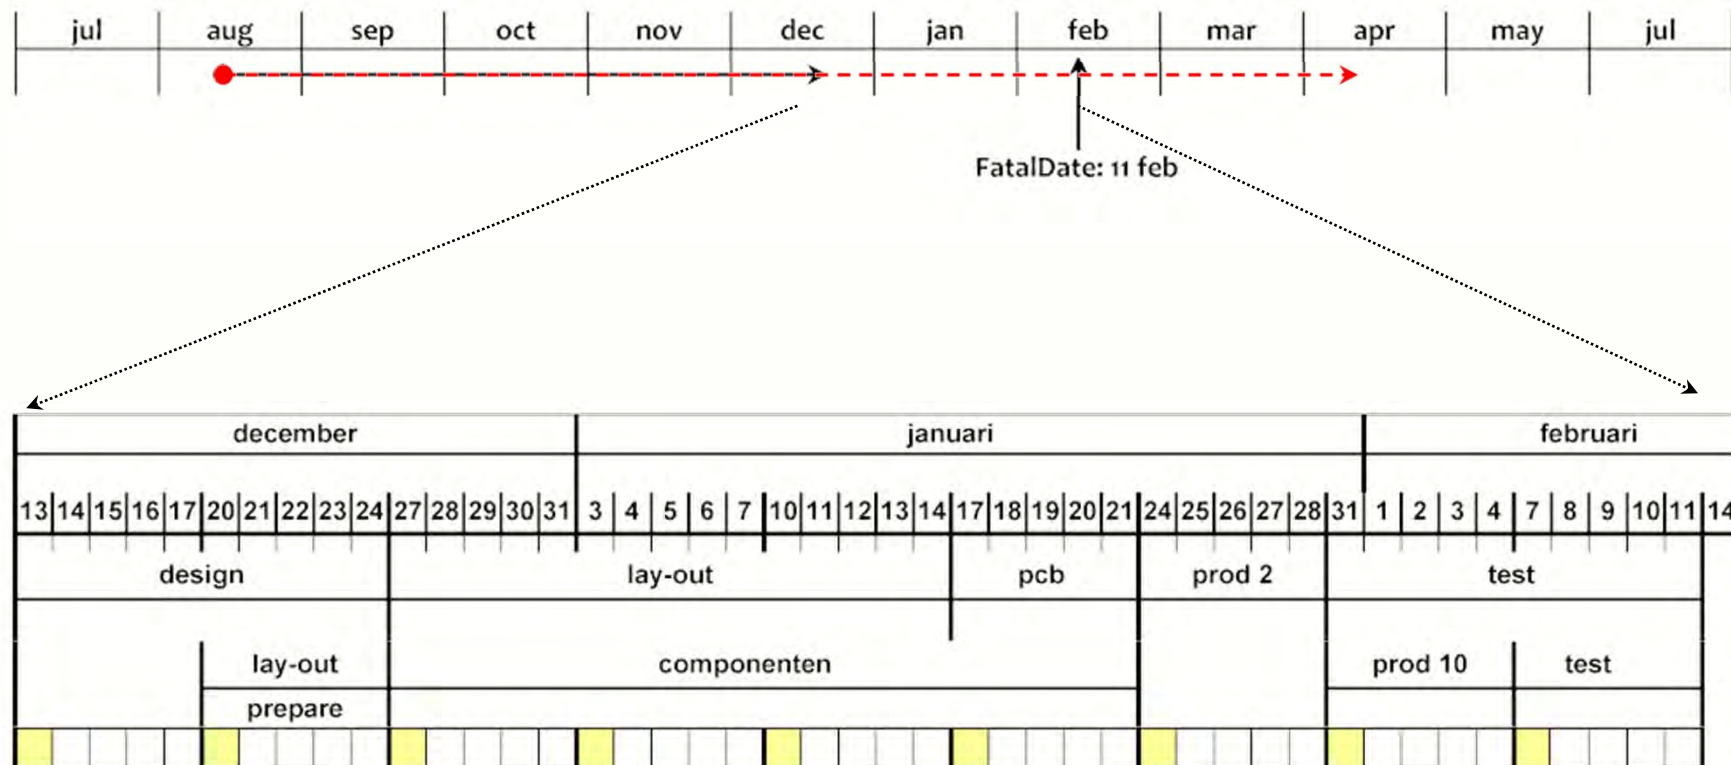 jul aug sep oct nov dec jan feb mar apr may jul
FatalDate: 11 feb
december januari februari
13 14 15 16 17 20 21 22 23 24 27 28 29 30 31 3 4 5 6 7 10 11 12 13 14 17 18 19 20 21 24 25 26 27 28 31 1 2 3 4 7 8 9 10 11 14
design lay-out pcb prod 2 test
lay-out componenten prod 10 test
prepare